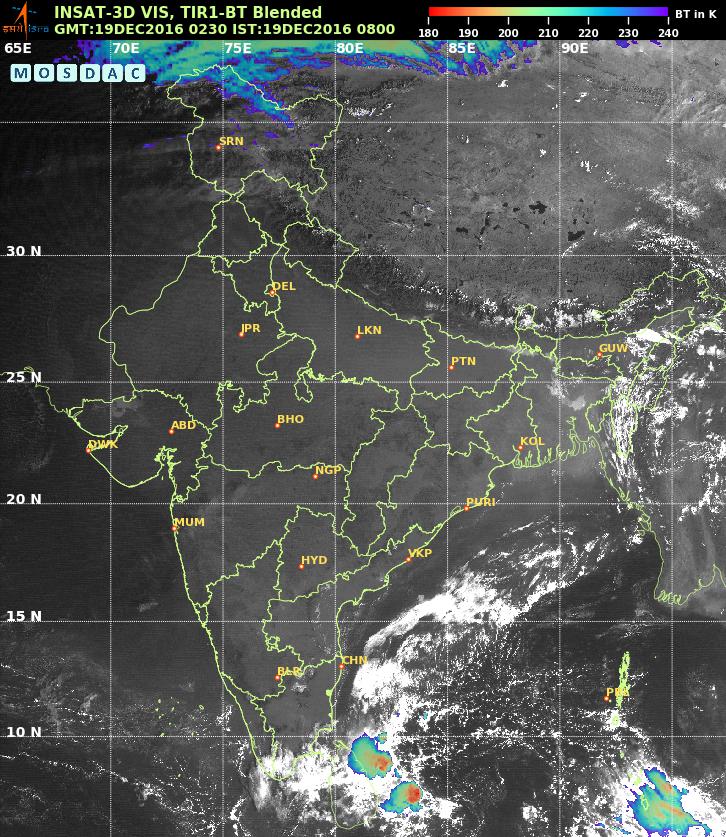 INSAT-3D VIS, TIR1-BT Blended
GMT:19DEC2016 0230 IST:19DEC2016 0800
BT in K
180 190 200 210 220 230 240
65E 70E 75E 80E 85E 90E
MOSDAC
SRN
30 N
DEL
JPR
LKN
GUW
PTN
25 N
ABD
BHO
DWK
KOL
NGP
20 N
PURI
MUM
VKP
HYD
15 N
CHN
BLR
10 N